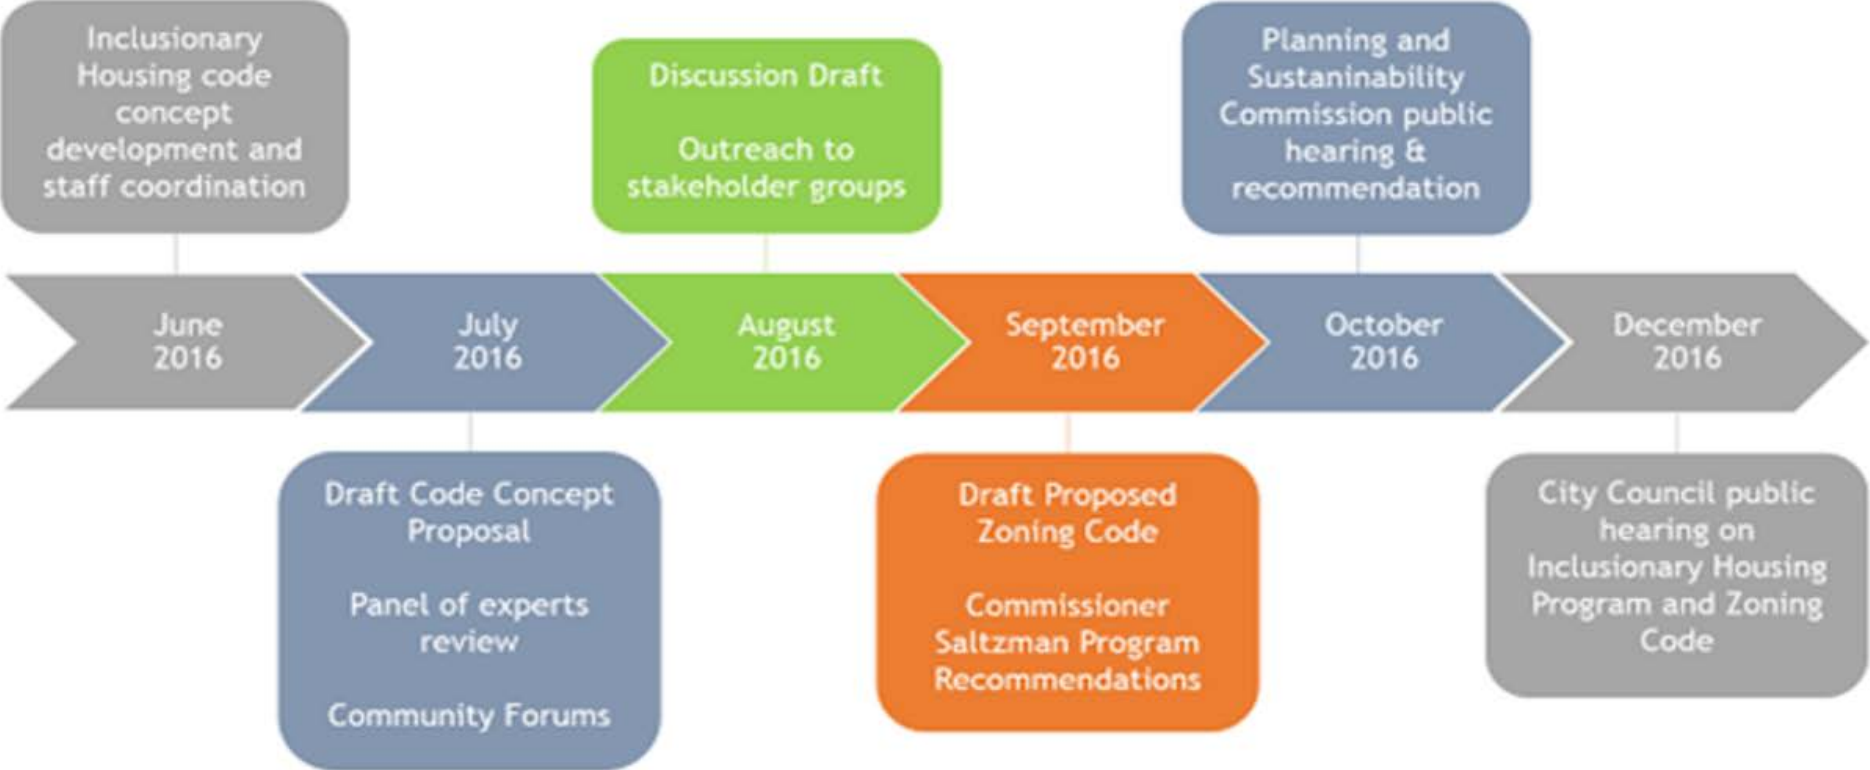 Inclusionary
Housing code
concept
development and
staff coordination
Discussion Draft
Outreach to
stakeholder groups
Planning and
Sustaninability
Commission public
hearing &
recommendation
June
2016
July
2016
August
2016
September
2016
October
2016
December
2016
Draft Code Concept
Proposal
Panel of experts
review
Community Forums
Draft Proposed
Zoning Code
Commissioner
Saltzman Program
Recommendations
City Council public
hearing on
Inclusionary Housing
Program and Zoning
Code